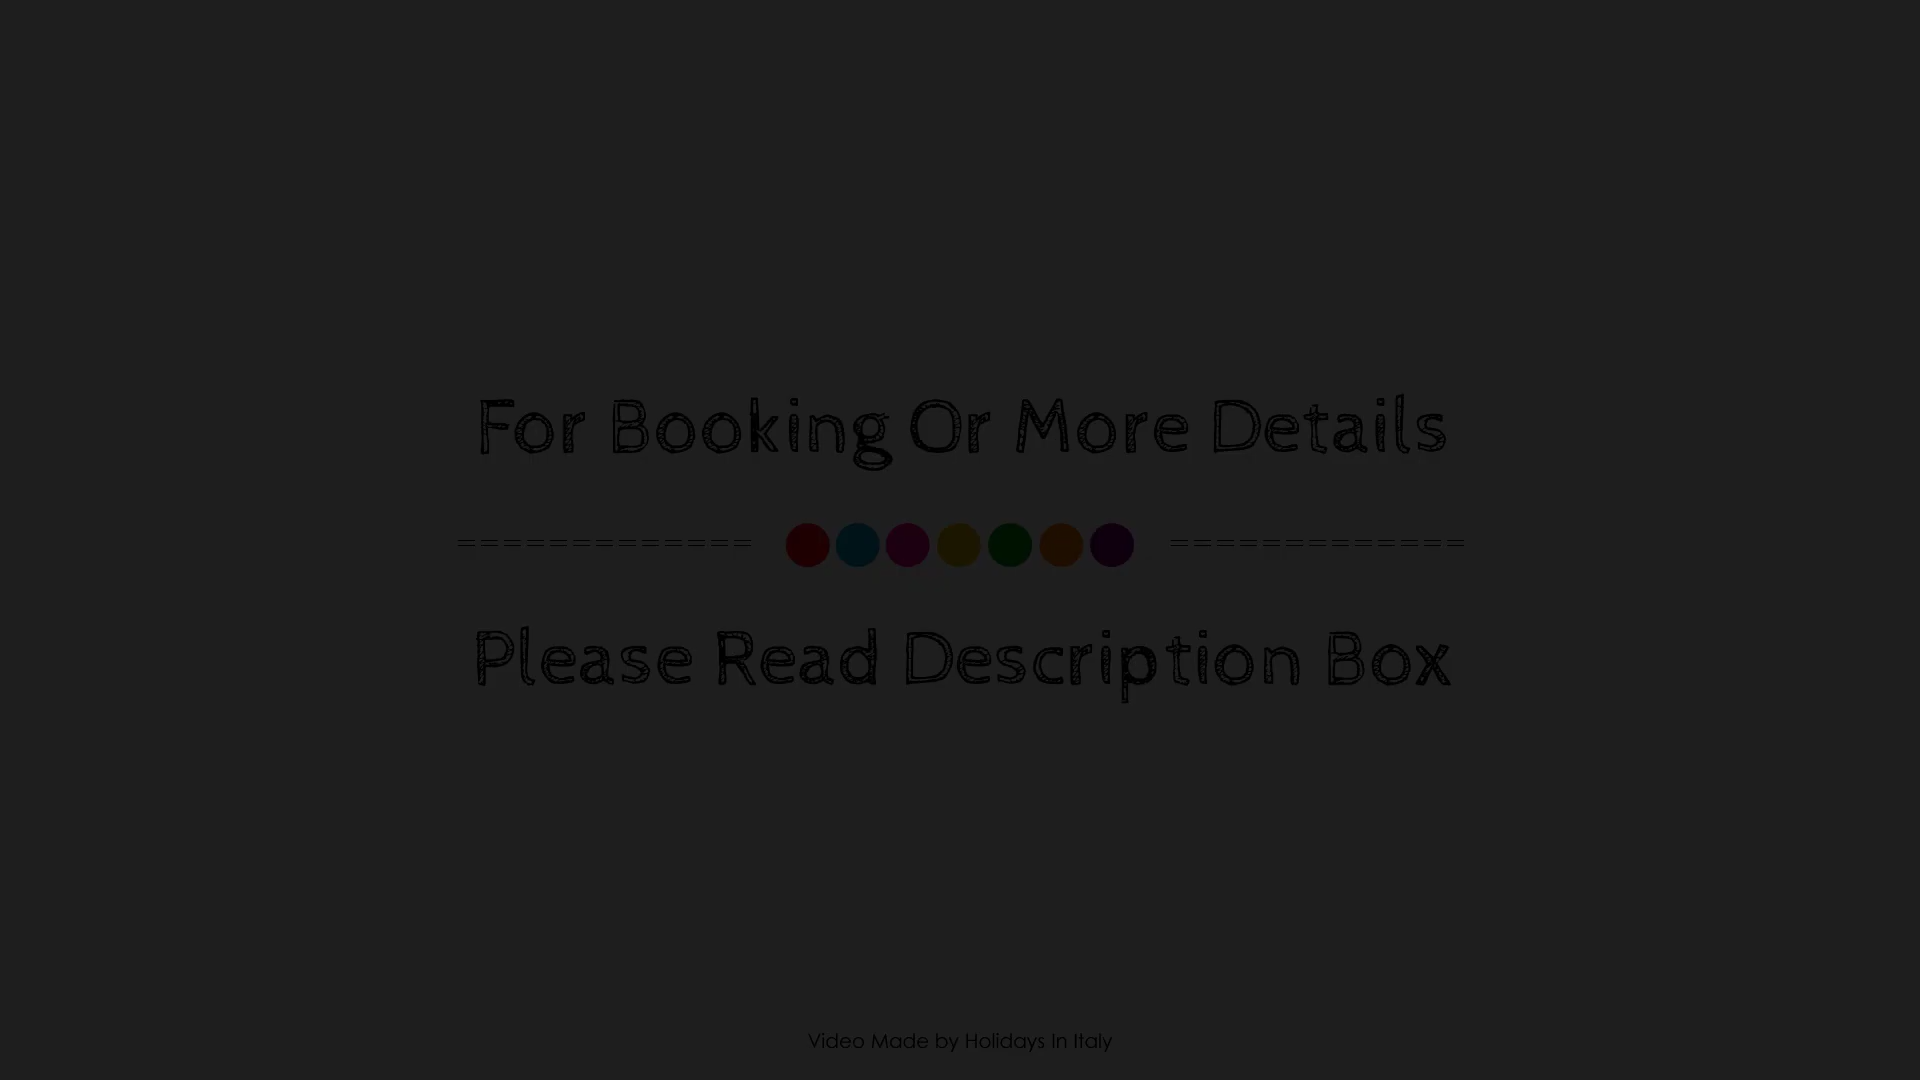 For Booking Or More Details
============= =============
Please Read Description Box
Video Made by Holidays In Italy